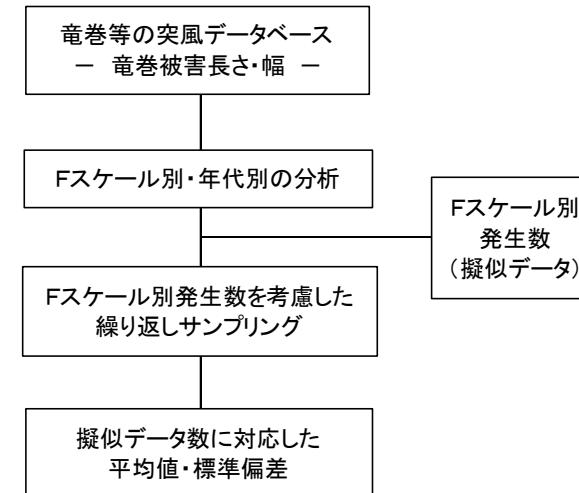 竜巻等の突風データベース
－ 竜巻被害長さ・幅 －
Fスケール別・年代別の分析
Fスケール別
発生数
（擬似データ）
Fスケール別発生数を考慮した
繰り返しサンプリング
擬似データ数に対応した
平均値・標準偏差